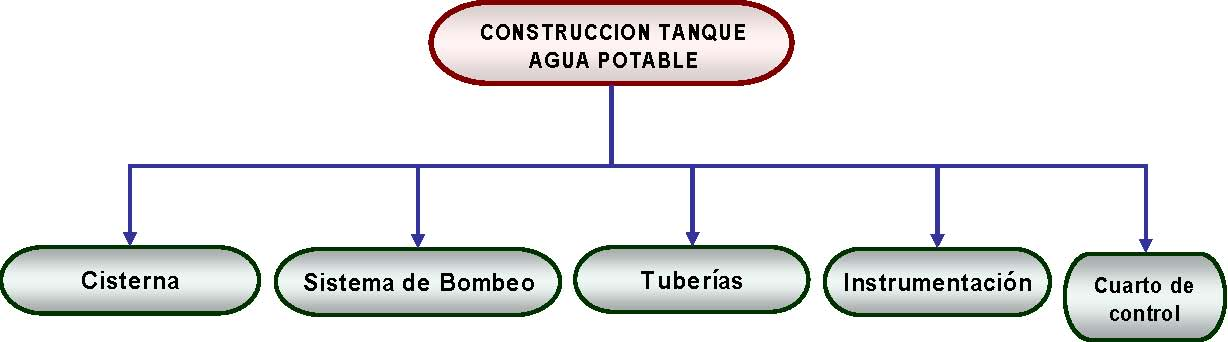 CONSTRUCCION TANQUE
AGUA POTABLE
Cisterna
Sistema de Bombeo
Tuberías
Instrumentación
Cuarto de
control